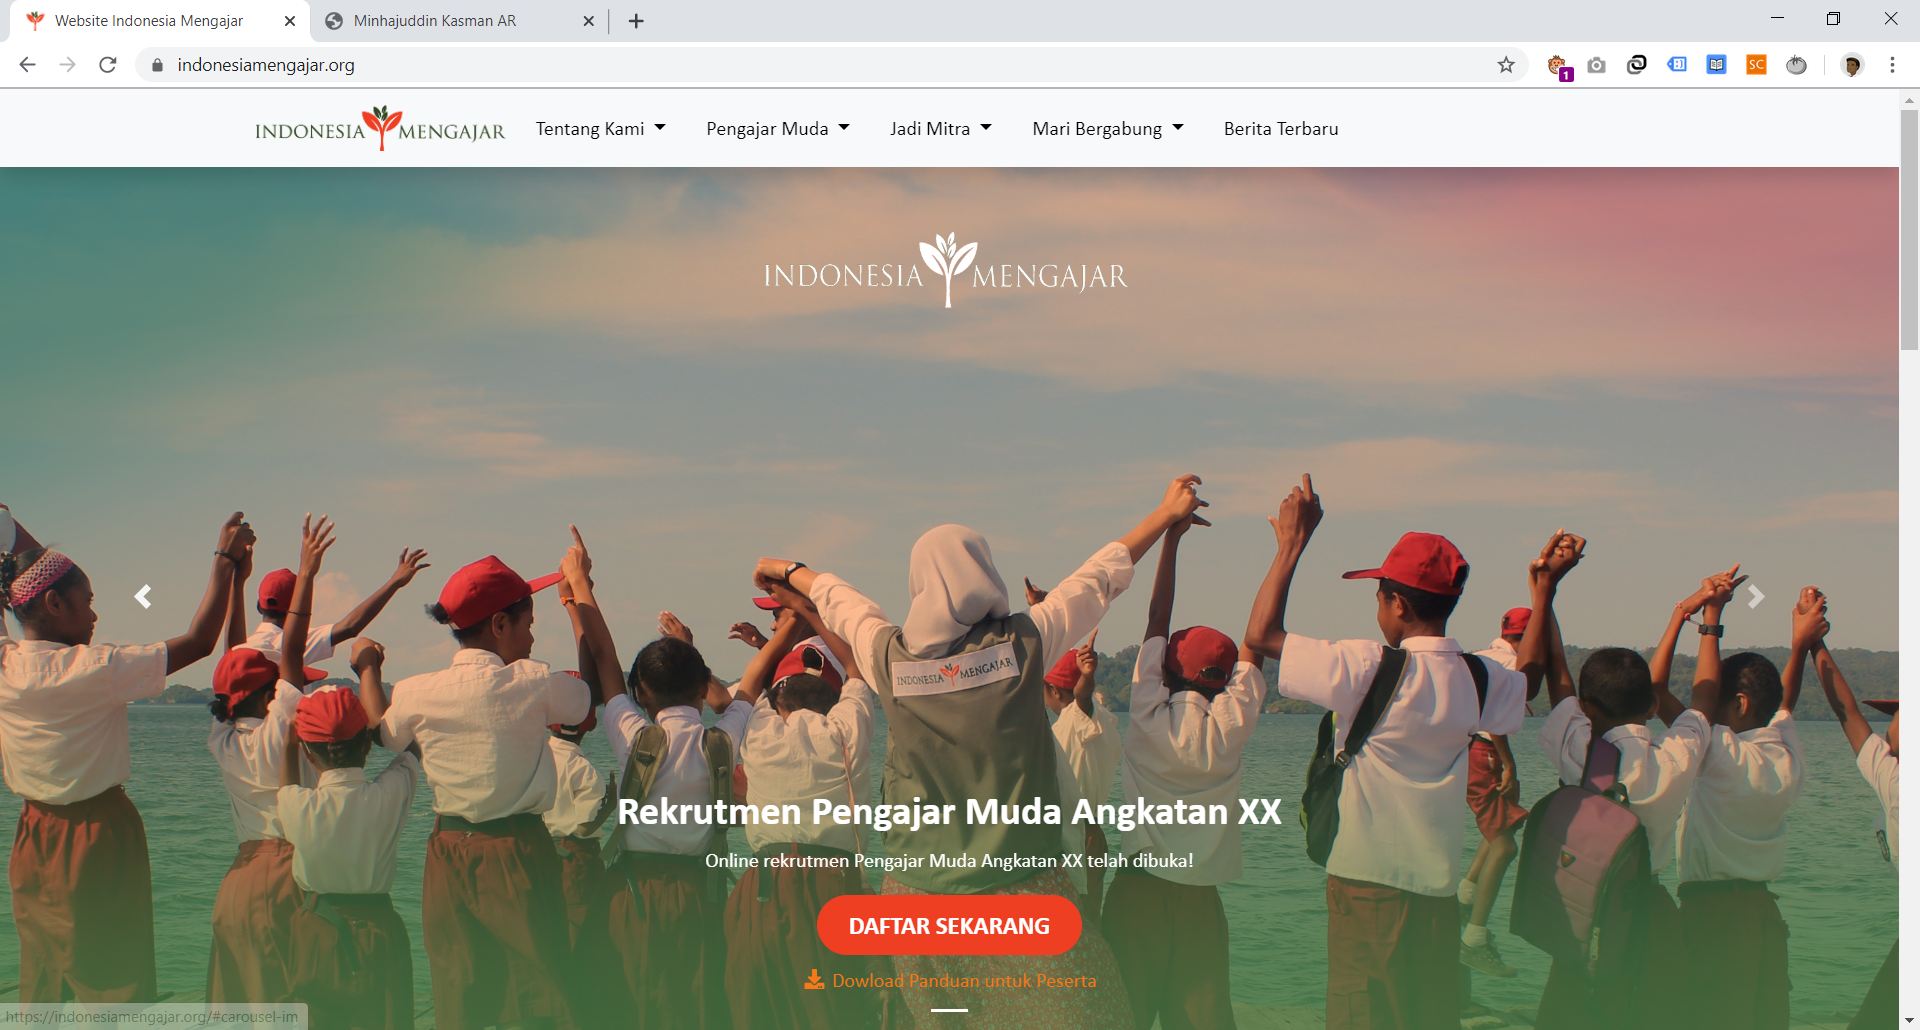 Website Indonesia Mengajar
Minhajuddin Kasman AR
indonesiamengajar.org
1
SC
INDONESIA MENGAJAR
Tentang Kami
Pengajar Muda
Jadi Mitra
Mari Bergabung
Berita Terbaru
INDONESIA MENGAJAR
INDONESIA MENGAJAR
Rekrutmen Pengajar Muda Angkatan XX
Online rekrutmen Pengajar Muda Angkatan XX telah dibuka!
DAFTAR SEKARANG
Dowload Panduan untuk Peserta
https://indonesiamengajar.org/#carousel-im